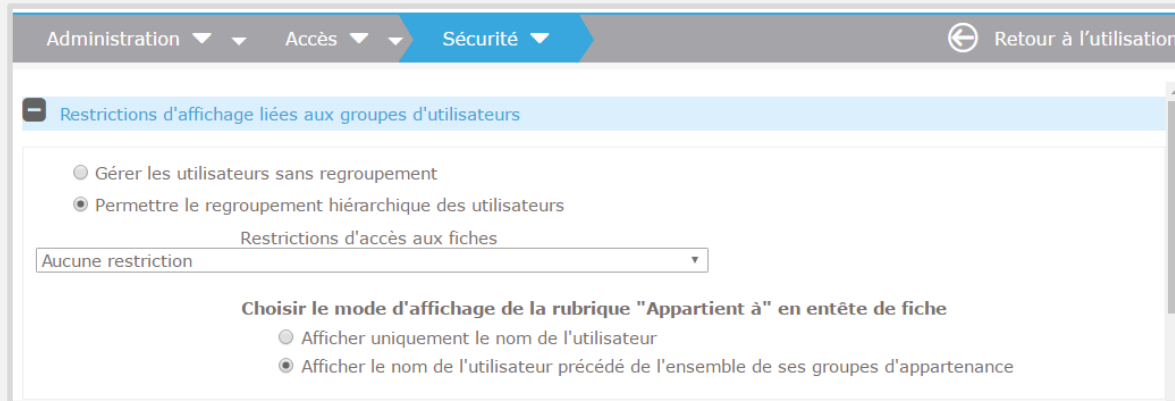 Administration Accès Sécurité Retour à l'utilisation
Restrictions d'affichage liées aux groupes d'utilisateurs
Gérer les utilisateurs sans regroupement
Permettre le regroupement hiérarchique des utilisateurs
Restrictions d'accès aux fiches
Aucune restriction
Choisir le mode d'affichage de la rubrique "Appartient à" en entête de fiche
Afficher uniquement le nom de l'utilisateur
Afficher le nom de l'utilisateur précédé de l'ensemble de ses groupes d'appartenance